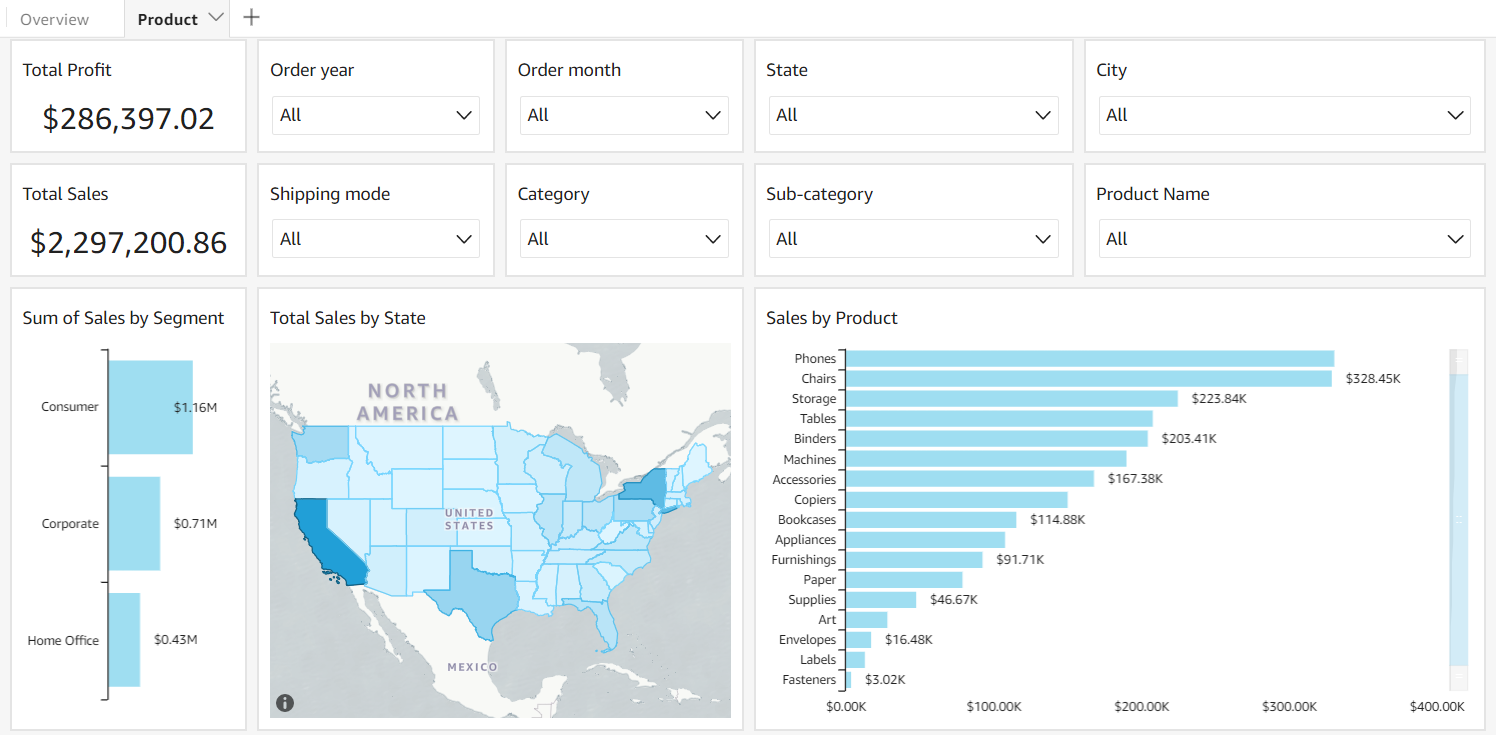 Overview
Product
Total Profit
$286,397.02
Order year
All
Order month
All
State
All
City
All
Total Sales
$2,297,200.86
Shipping mode
All
Category
All
Sub-category
All
Product Name
All
Sum of Sales by Segment
Consumer
$1.16M
Corporate
$0.71M
Home Office
$0.43M
Total Sales by State
NORTH
AMERICA
UNITED
STATES
MEXICO
Sales by Product
Phones
Chairs $328.45K
Storage $223.84K
Tables
Binders $203.41K
Machines
Accessories $167.38K
Copiers
Bookcases $114.88K
Appliances
Furnishings $91.71K
Paper
Supplies $46.67K
Art
Envelopes $16.48K
Labels
Fasteners $3.02K
$0.00K $100.00K $200.00K $300.00K $400.00K